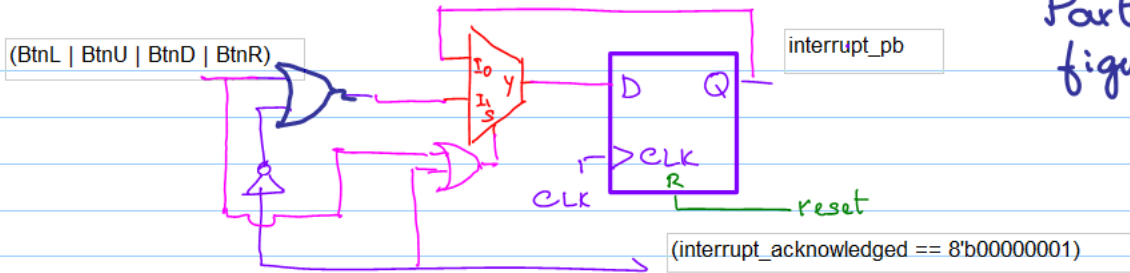 Part
figu
(BtnL | BtnU | BtnD | BtnR)
interrupt_pb
I0
Y
I1
S
D Q
CLK
R
CLK
reset
(interrupt_acknowledged == 8'b00000001)